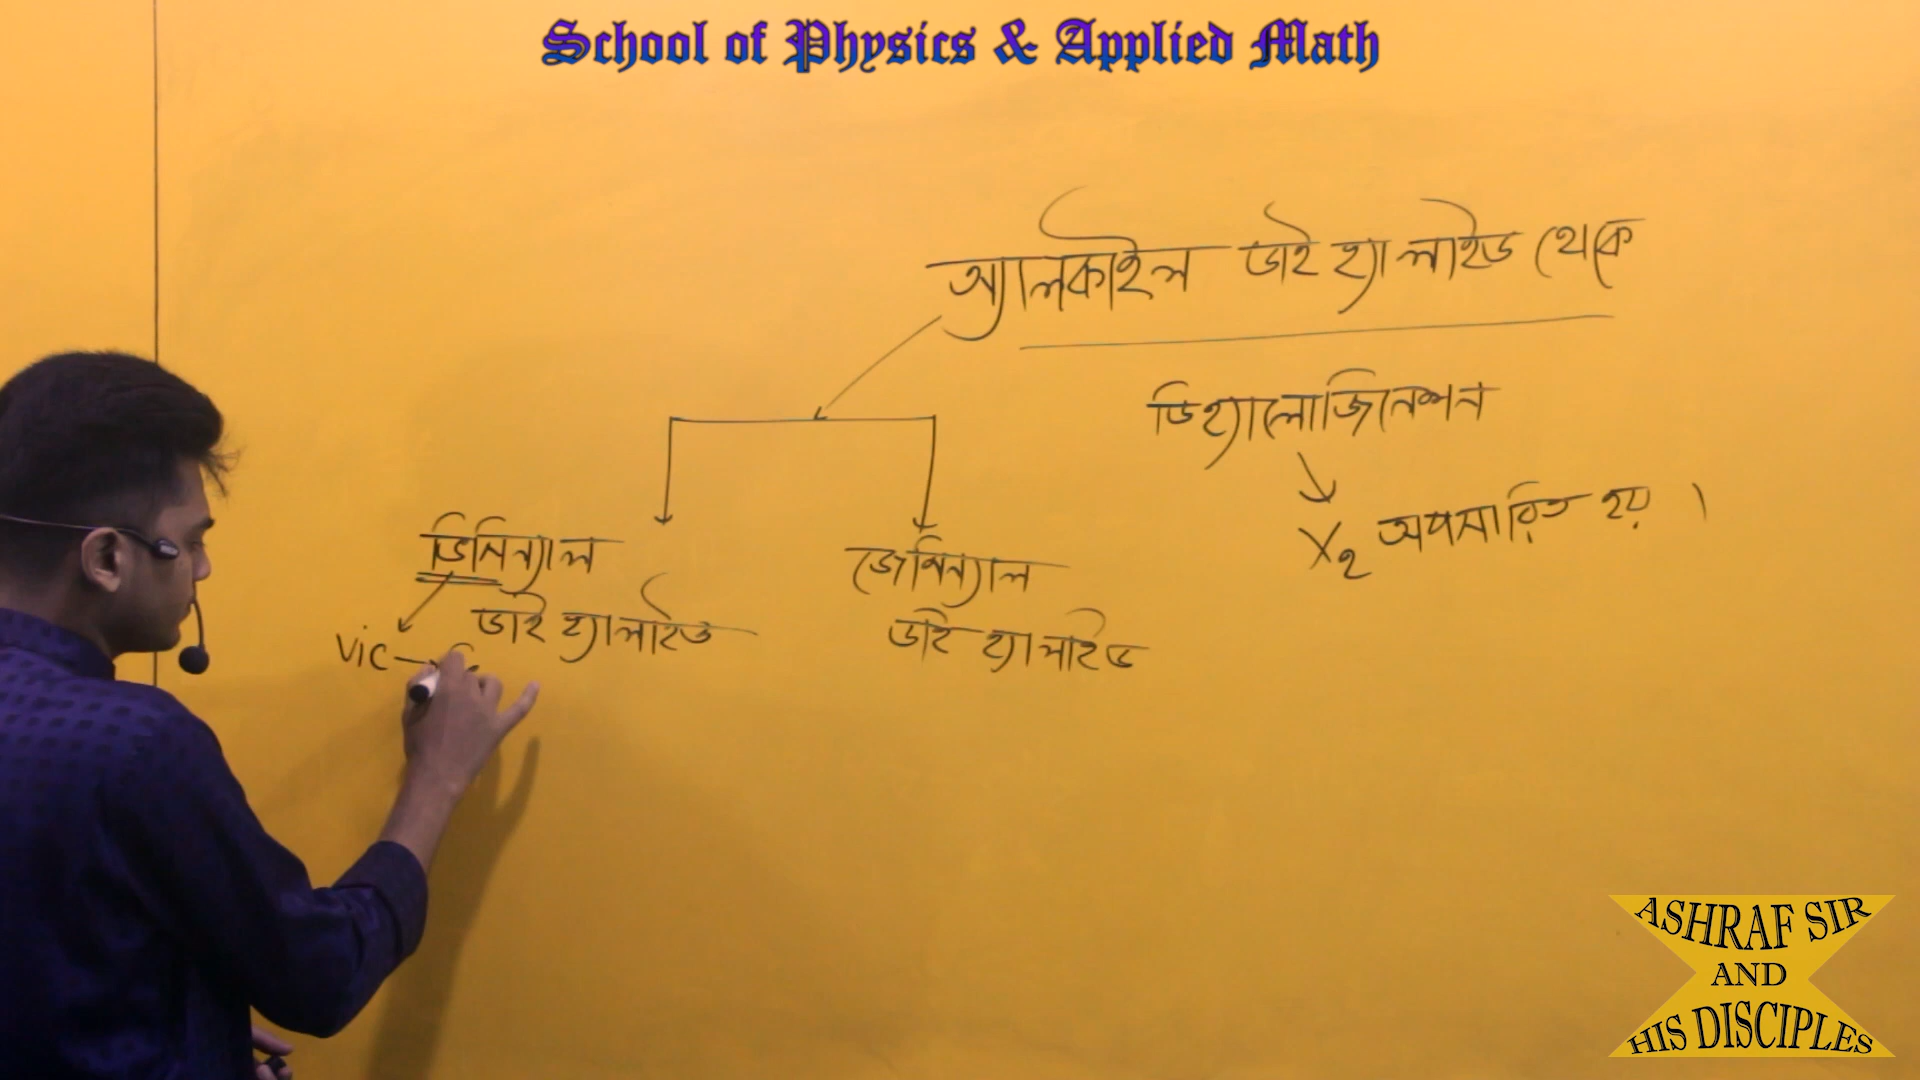 School of Physics & Applied Math
অ্যালকাইল ডাই হ্যালাইড থেকে
ডিহ্যালোজিনেশন
X2 অপসারিত হয় ।
ভিসিন্যাল
ডাই হ্যালাইড
জেমিন্যাল
ডাই হ্যালাইড
vic
ASHRAF SIR
AND
HIS DISCIPLES